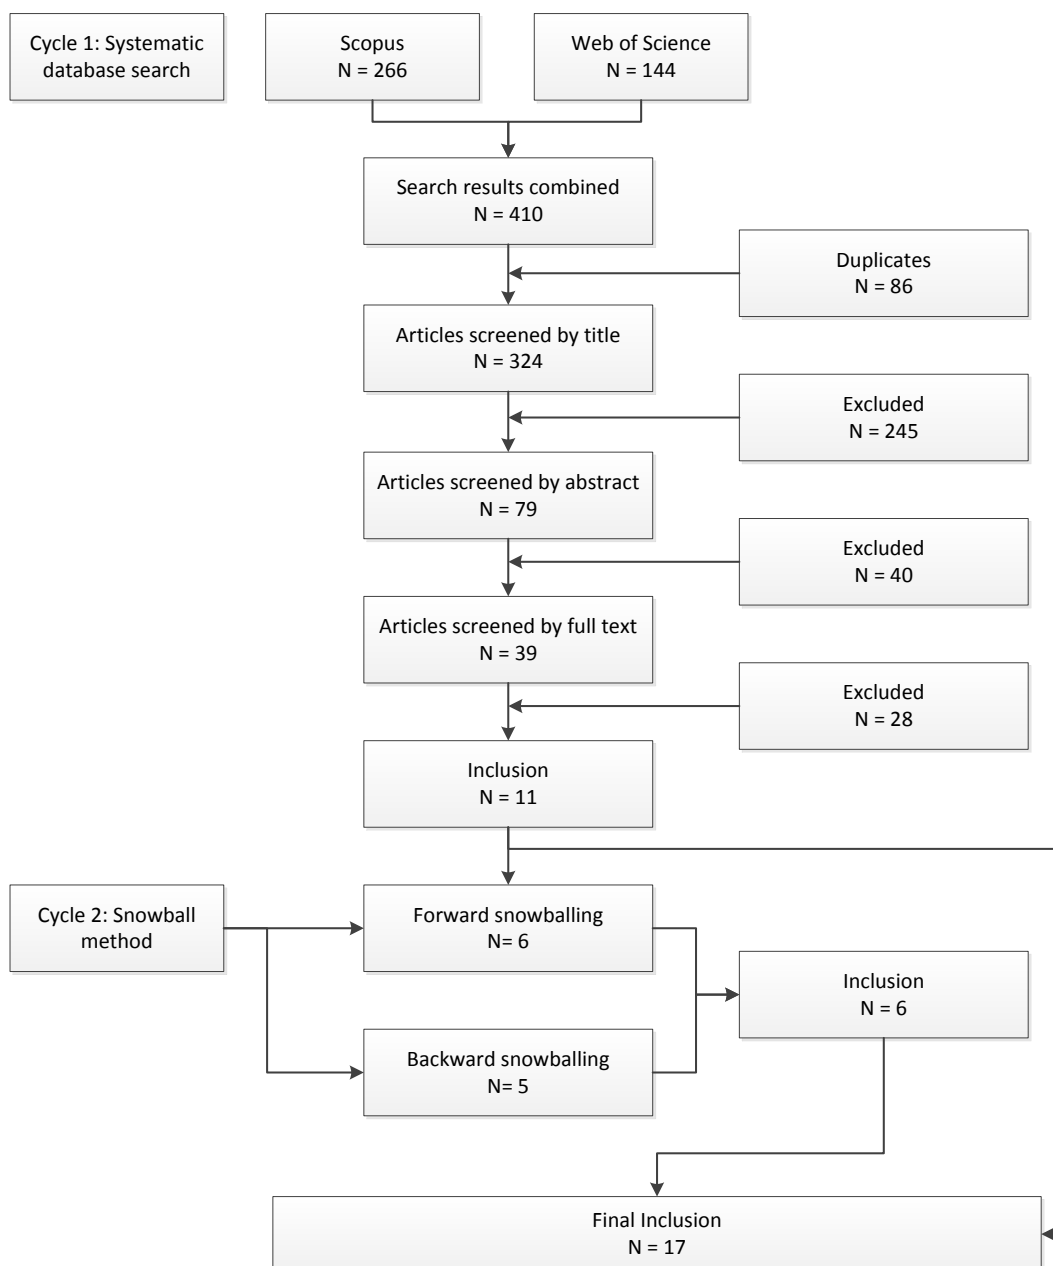 Cycle 1: Systematic
database search
Scopus
N = 266
Web of Science
N = 144
Search results combined
N = 410
Duplicates
N = 86
Articles screened by title
N = 324
Excluded
N = 245
Articles screened by abstract
N = 79
Excluded
N = 40
Articles screened by full text
N = 39
Excluded
N = 28
Inclusion
N = 11
Cycle 2: Snowball
method
Forward snowballing
N= 6
Inclusion
N = 6
Backward snowballing
N= 5
Final Inclusion
N = 17